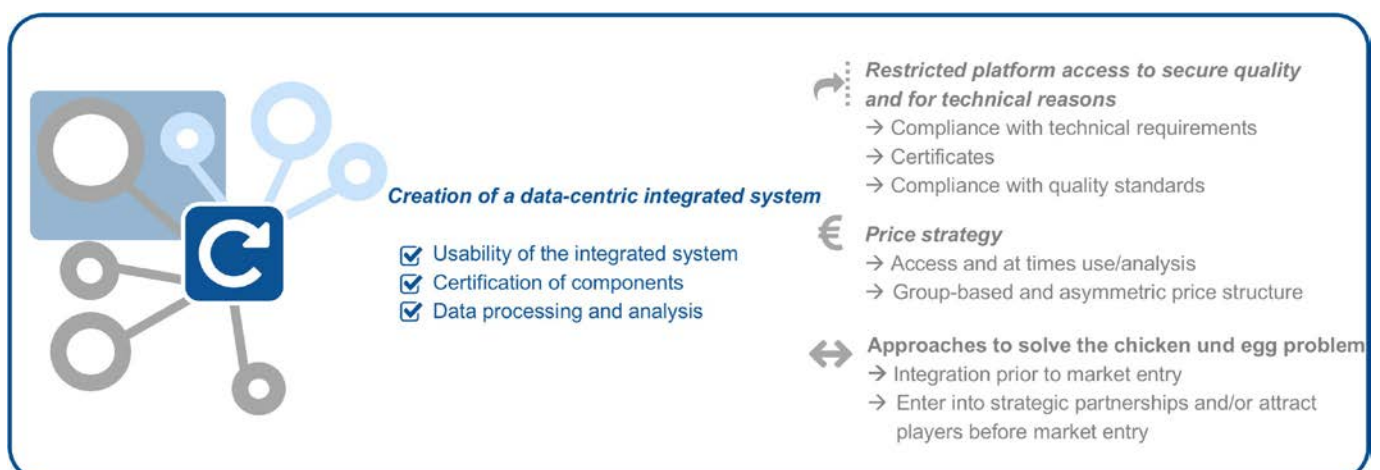 Creation of a data-centric integrated system
Usability of the integrated system
Certification of components
Data processing and analysis
Restricted platform access to secure quality
and for technical reasons
→ Compliance with technical requirements
→ Certificates
→ Compliance with quality standards
€ Price strategy
→ Access and at times use/analysis
→ Group-based and asymmetric price structure
Approaches to solve the chicken und egg problem
→ Integration prior to market entry
→ Enter into strategic partnerships and/or attract
players before market entry